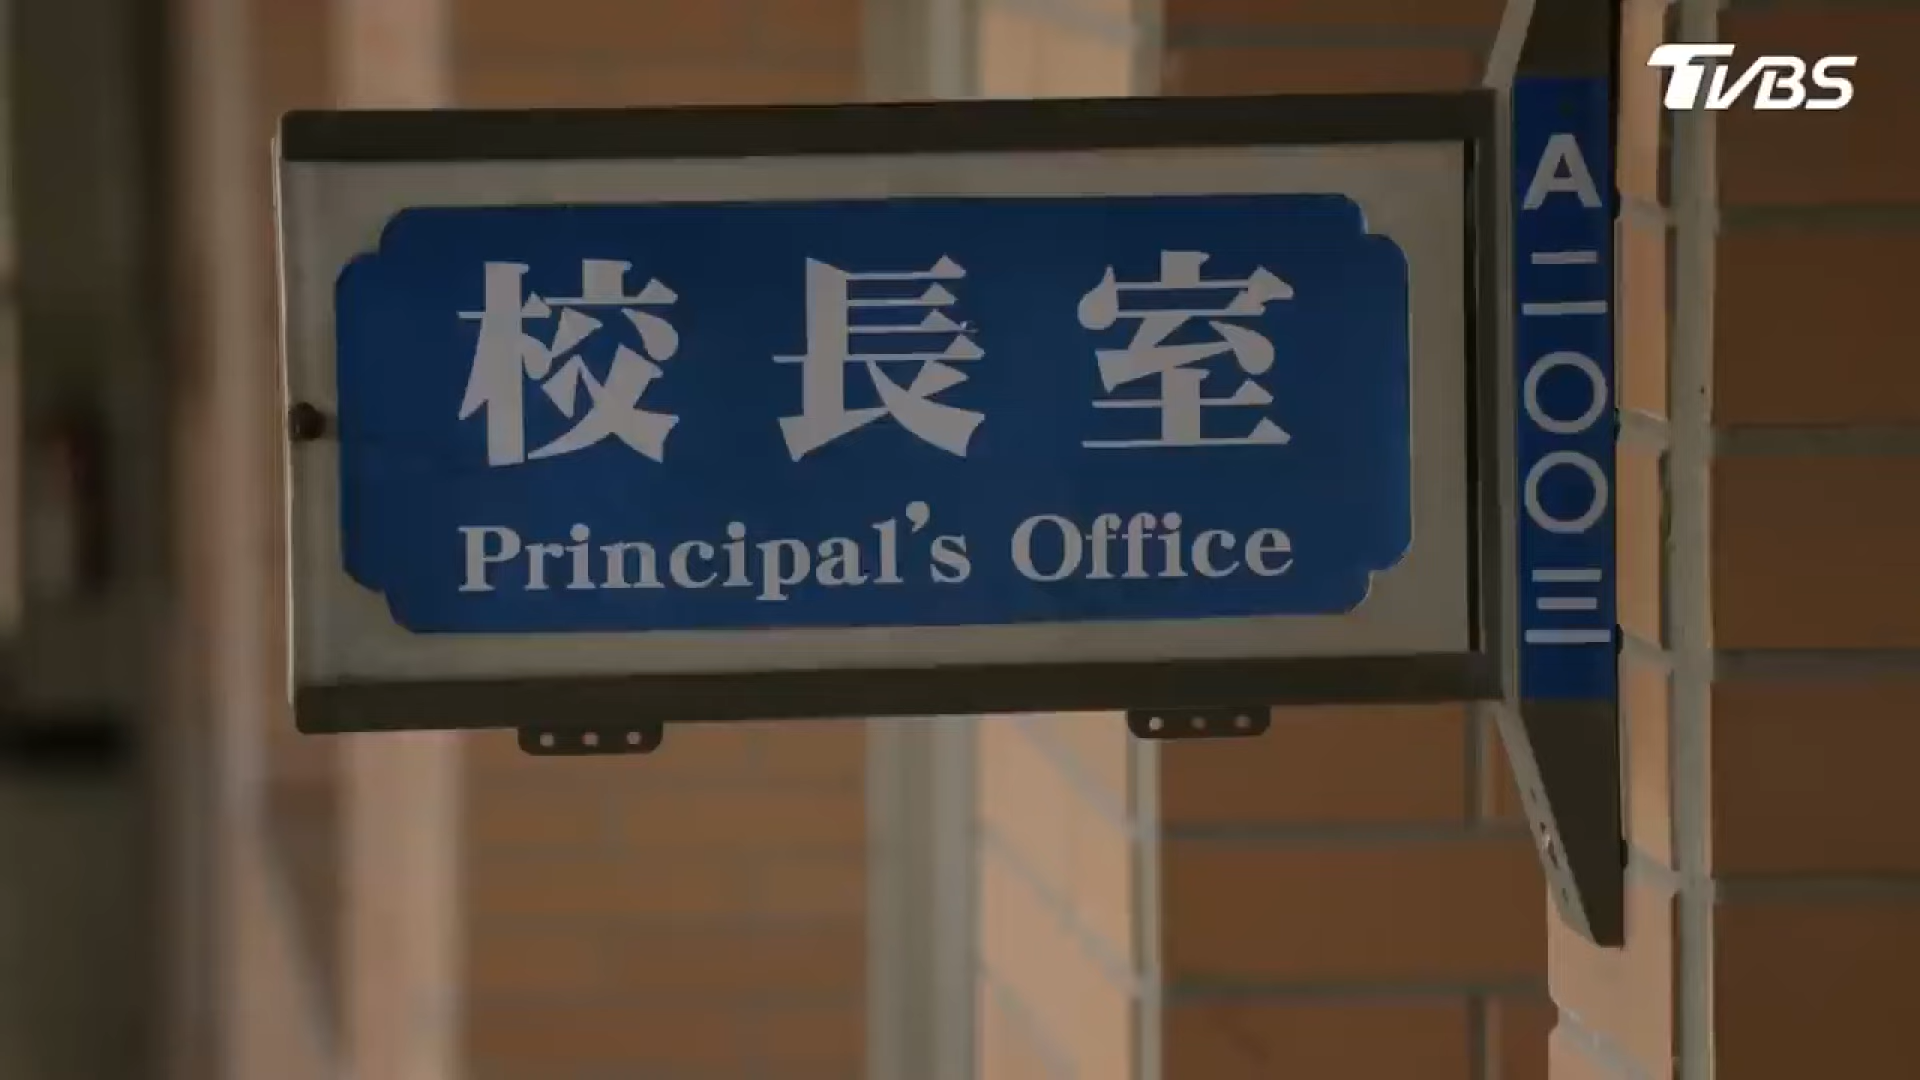 TVBS
校長室
Principal's Office
A二〇〇三